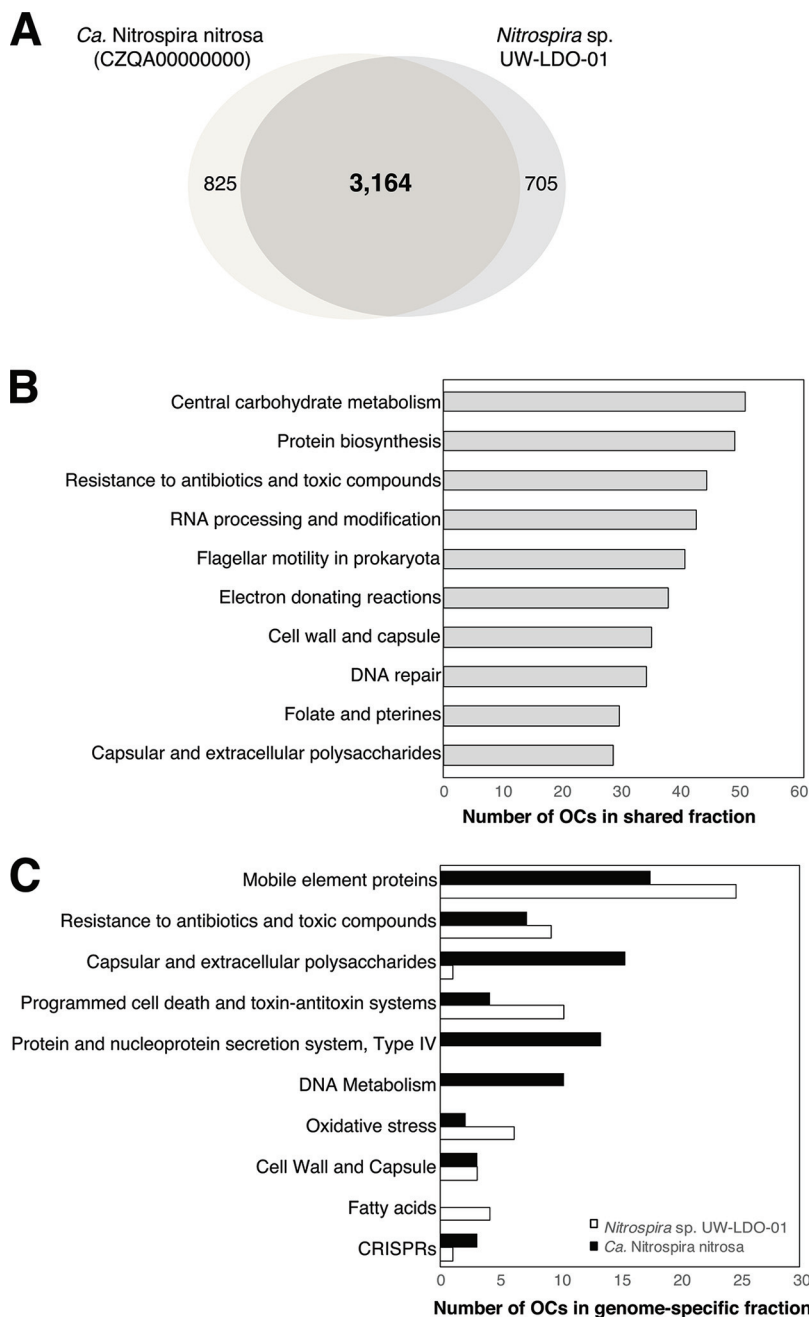 A
Ca. Nitrospira nitrosa
(CZQA00000000)
Nitrospira sp.
UW-LDO-01
825
3,164
705
B
Central carbohydrate metabolism
Protein biosynthesis
Resistance to antibiotics and toxic compounds
RNA processing and modification
Flagellar motility in prokaryota
Electron donating reactions
Cell wall and capsule
DNA repair
Folate and pterines
Capsular and extracellular polysaccharides
0 10 20 30 40 50 60
Number of OCs in shared fraction
C
Mobile element proteins
Resistance to antibiotics and toxic compounds
Capsular and extracellular polysaccharides
Programmed cell death and toxin-antitoxin systems
Protein and nucleoprotein secretion system, Type IV
DNA Metabolism
Oxidative stress
Cell Wall and Capsule
Fatty acids
CRISPRs
Nitrospira sp. UW-LDO-01
Ca. Nitrospira nitrosa
0 5 10 15 20 25 30
Number of OCs in genome-specific fraction